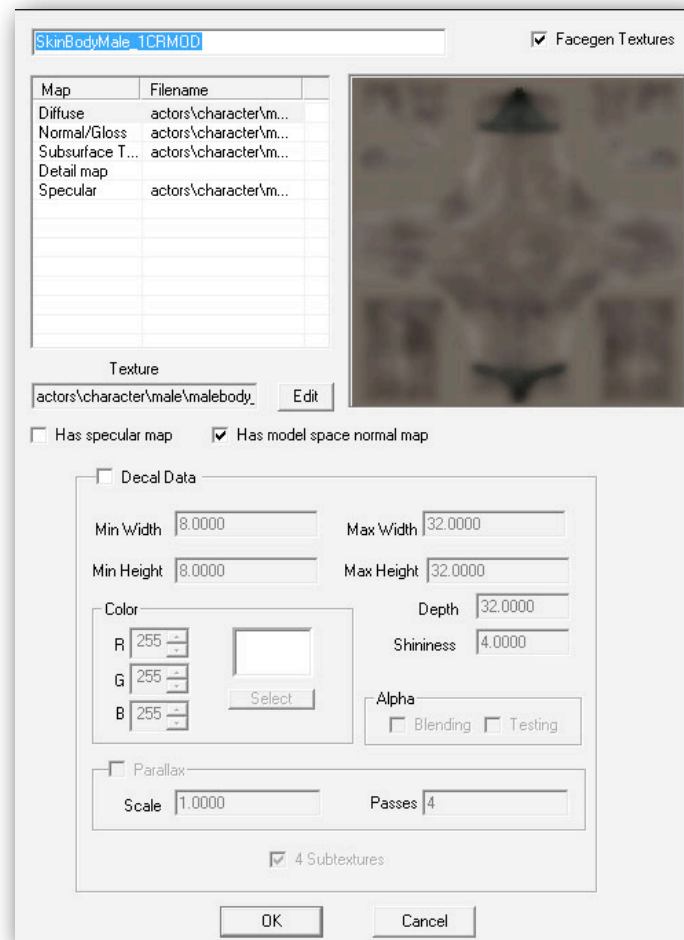 SkinBodyMale_1CRMOD
Facegen Textures
Map Filename
Diffuse actors\character\m...
Normal/Gloss actors\character\m...
Subsurface T... actors\character\m...
Detail map
Specular actors\character\m...
Texture
actors\character\male\malebody_ Edit
Has specular map Has model space normal map
Decal Data
Min Width 8.0000 Max Width 32.0000
Min Height 8.0000 Max Height 32.0000
Color Depth 32.0000
R 255 Shininess 4.0000
G 255 Select
B 255 Alpha
Blending Testing
Parallax
Scale 1.0000 Passes 4
4 Subtextures
OK Cancel